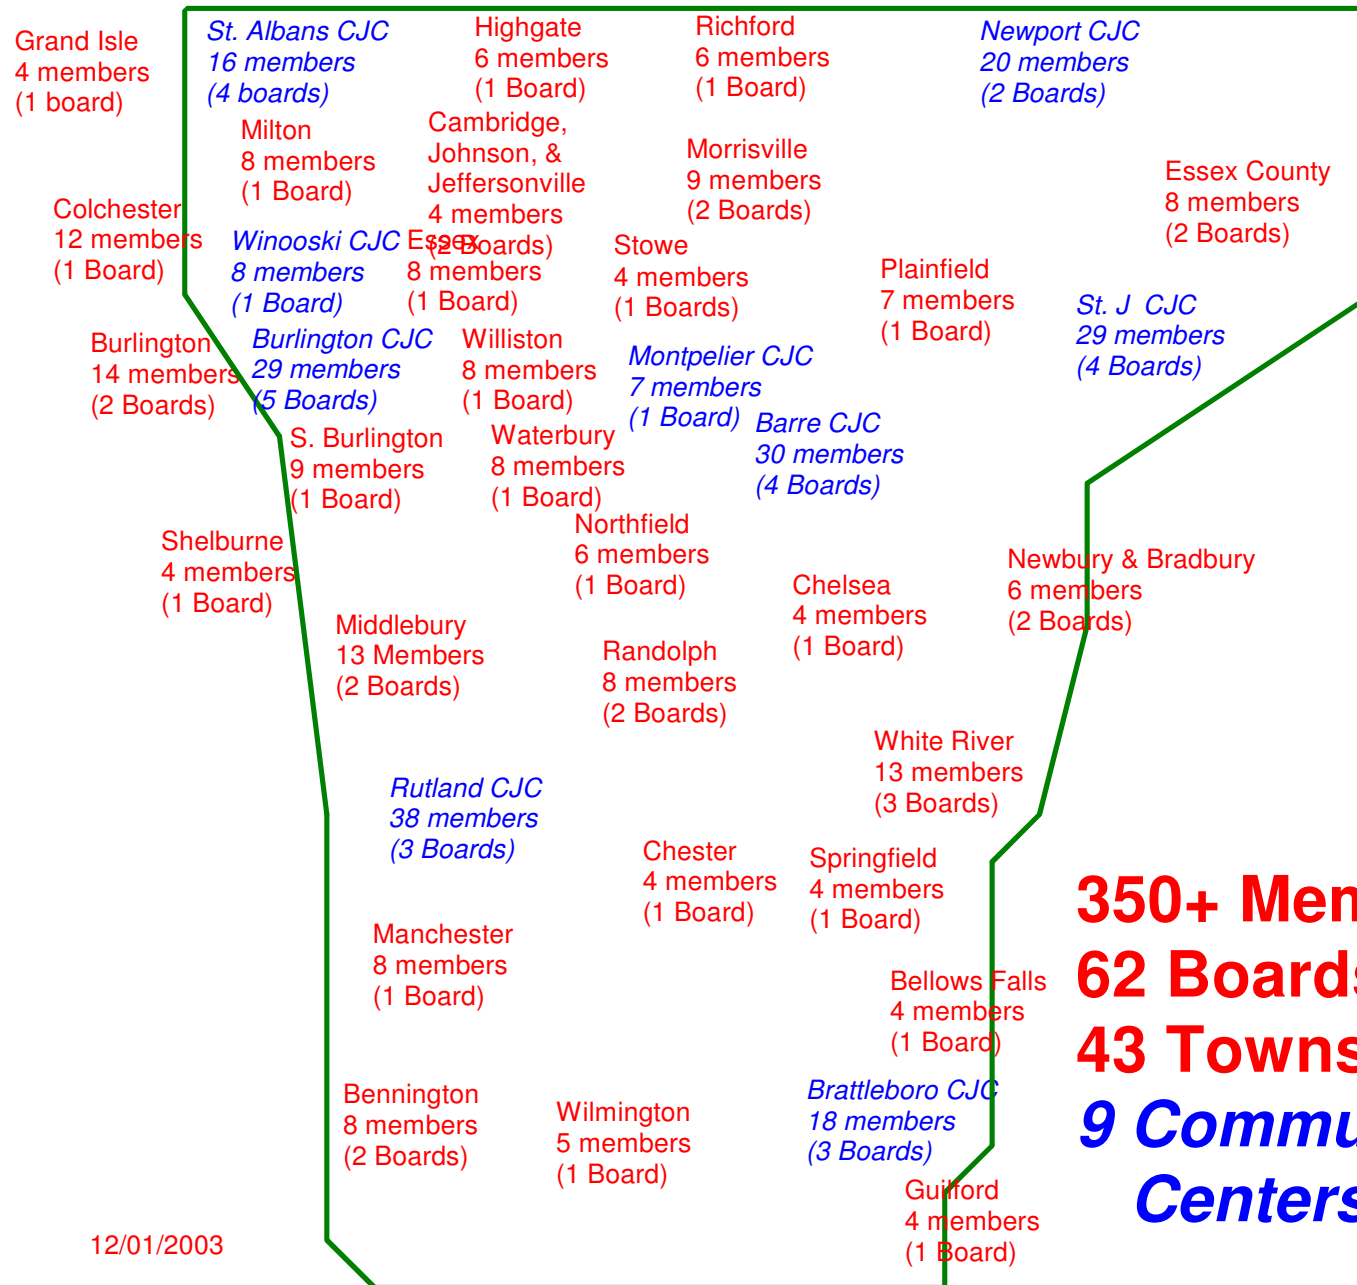 Grand Isle
4 members
(1 board)
St. Albans CJC
16 members
(4 boards)
Highgate
6 members
(1 Board)
Richford
6 members
(1 Board)
Newport CJC
20 members
(2 Boards)
Milton
8 members
(1 Board)
Cambridge,
Johnson, &
Jeffersonville
4 members
(2 Boards)
Morrisville
9 members
(2 Boards)
Essex County
8 members
(2 Boards)
Colchester
12 members
(1 Board)
Winooski CJC
8 members
(1 Board)
Essex
8 members
(1 Board)
Stowe
4 members
(1 Boards)
Plainfield
7 members
(1 Board)
St. J  CJC
29 members
(4 Boards)
Burlington
14 members
(2 Boards)
Burlington CJC
29 members
(5 Boards)
Williston
8 members
(1 Board)
Montpelier CJC
7 members
(1 Board)
Barre CJC
30 members
(4 Boards)
S. Burlington
9 members
(1 Board)
Waterbury
8 members
(1 Board)
Northfield
6 members
(1 Board)
Shelburne
4 members
(1 Board)
Chelsea
4 members
(1 Board)
Newbury & Bradbury
6 members
(2 Boards)
Middlebury
13 Members
(2 Boards)
Randolph
8 members
(2 Boards)
White River
13 members
(3 Boards)
Rutland CJC
38 members
(3 Boards)
Chester
4 members
(1 Board)
Springfield
4 members
(1 Board)
Manchester
8 members
(1 Board)
Bellows Falls
4 members
(1 Board)
Bennington
8 members
(2 Boards)
Wilmington
5 members
(1 Board)
Brattleboro CJC
18 members
(3 Boards)
Guilford
4 members
(1 Board)
350+
62 Boards
43 Towns
9
Centers
12/01/2003